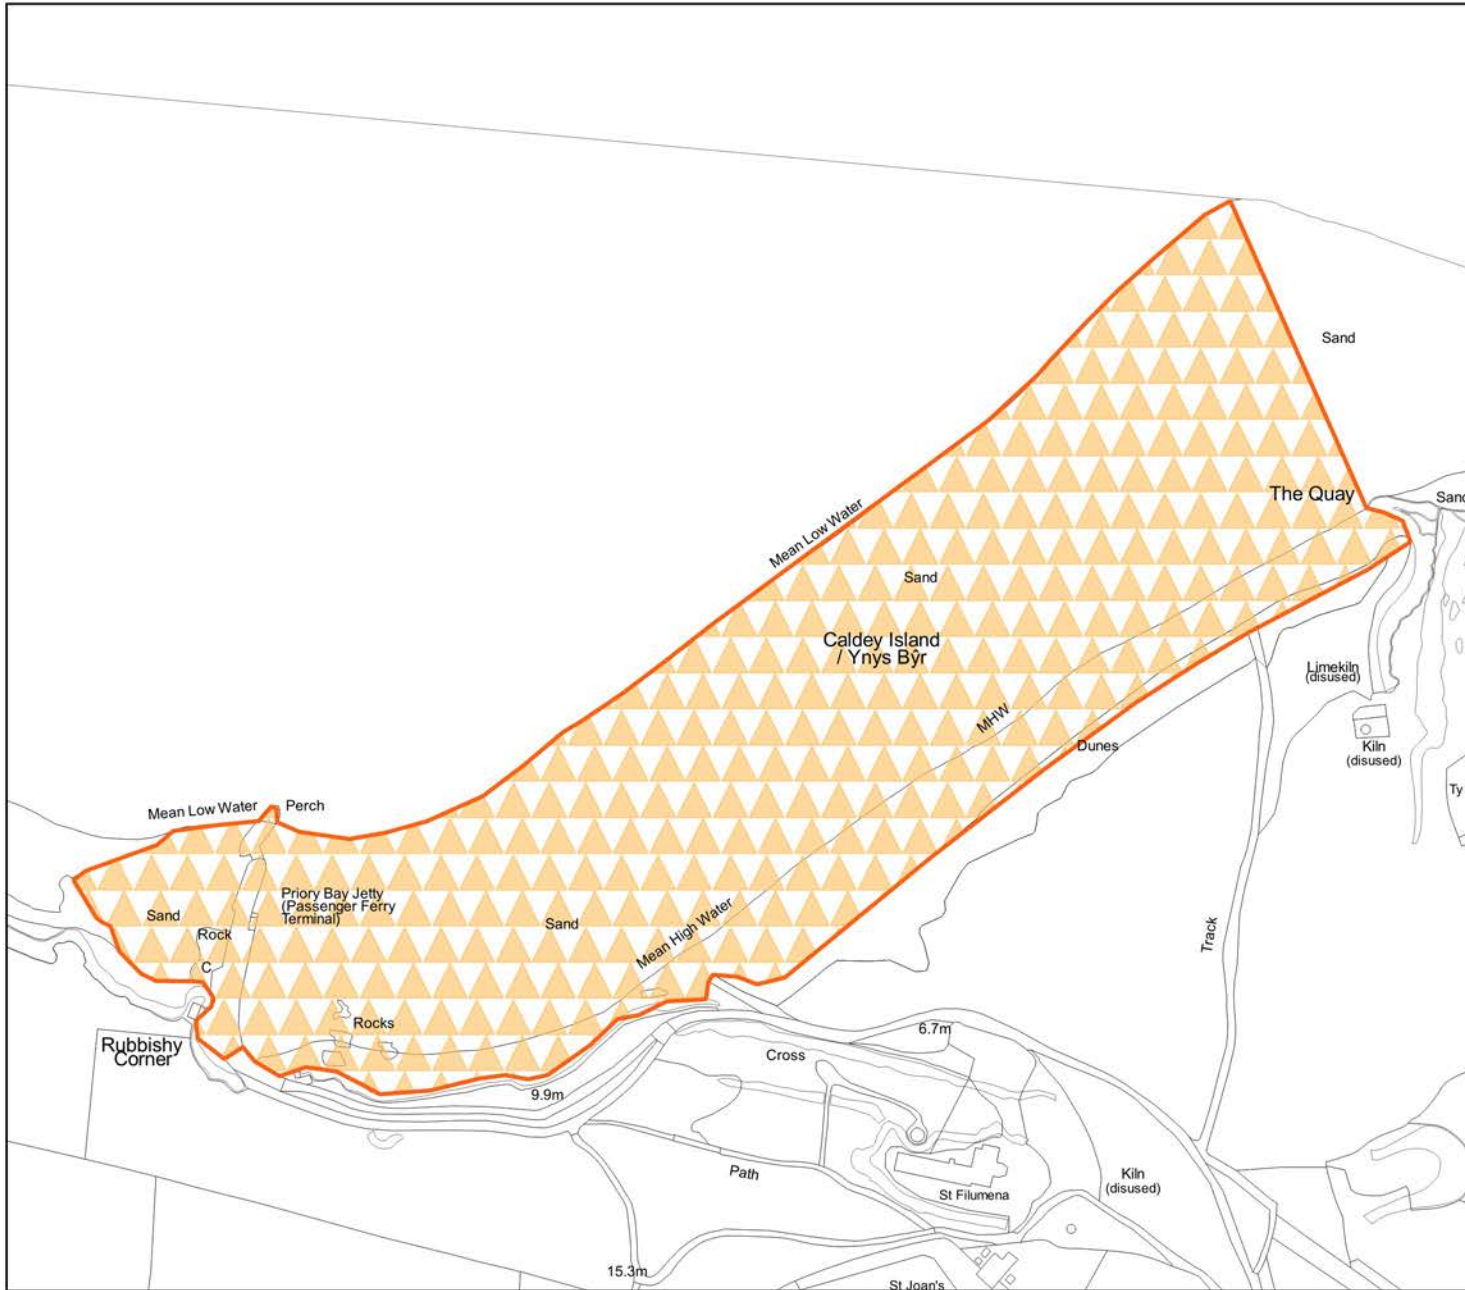 Sand
The Quay
Sand
Mean Low Water
Sand
Caldey Island
/ Ynys Bŷr
Limekiln
(disused)
MHW
Dunes
Kiln
(disused)
Ty
Mean Low Water
Perch
Priory Bay Jetty
(Passenger Ferry
Terminal)
Sand
Sand
Rock
C
Mean High Water
Track
Rocks
Rubbishy
Corner
6.7m
Cross
9.9m
Path
Kiln
(disused)
St Filumena
15.3m
St Joan's